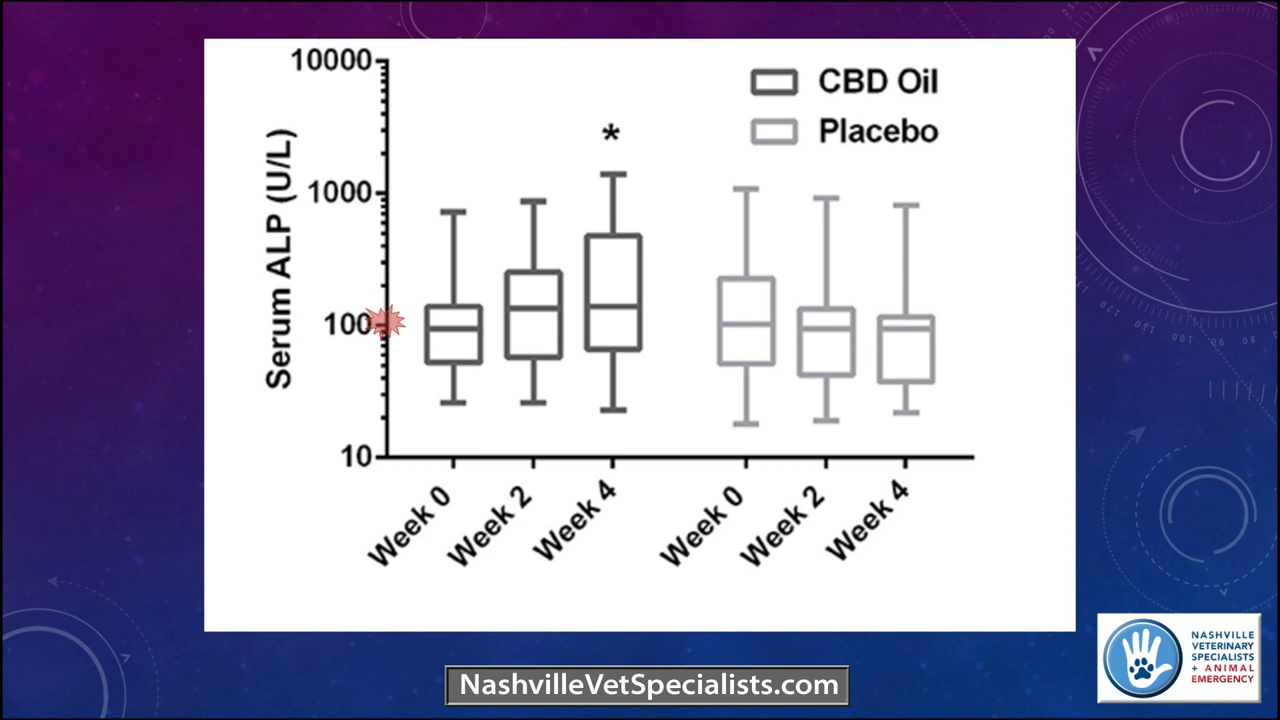 10000
1000
100
10
Serum ALP (U/L)
*
CBD Oil
Placebo
Week 0
Week 2
Week 4
Week 0
Week 2
Week 4
NASHVILLE
VETERINARY
SPECIALISTS
+ ANIMAL
EMERGENCY
NashvilleVetSpecialists.com